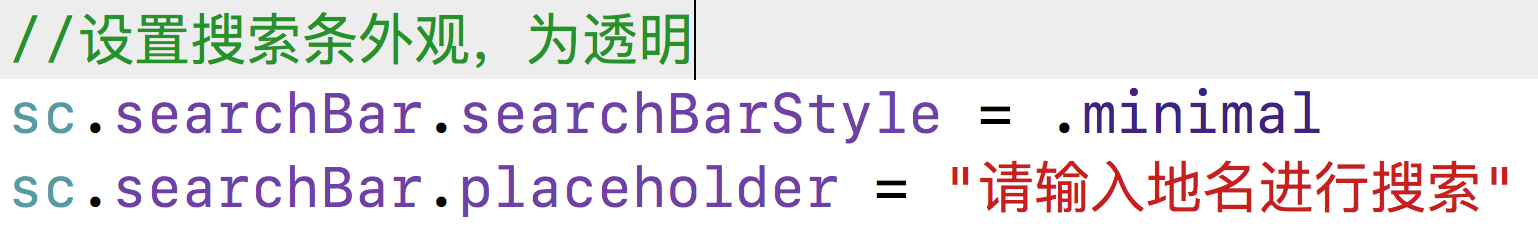 //设置搜索条外观，为透明
sc.searchBar.searchBarStyle = .minimal
sc.searchBar.placeholder = "请输入地名进行搜索"